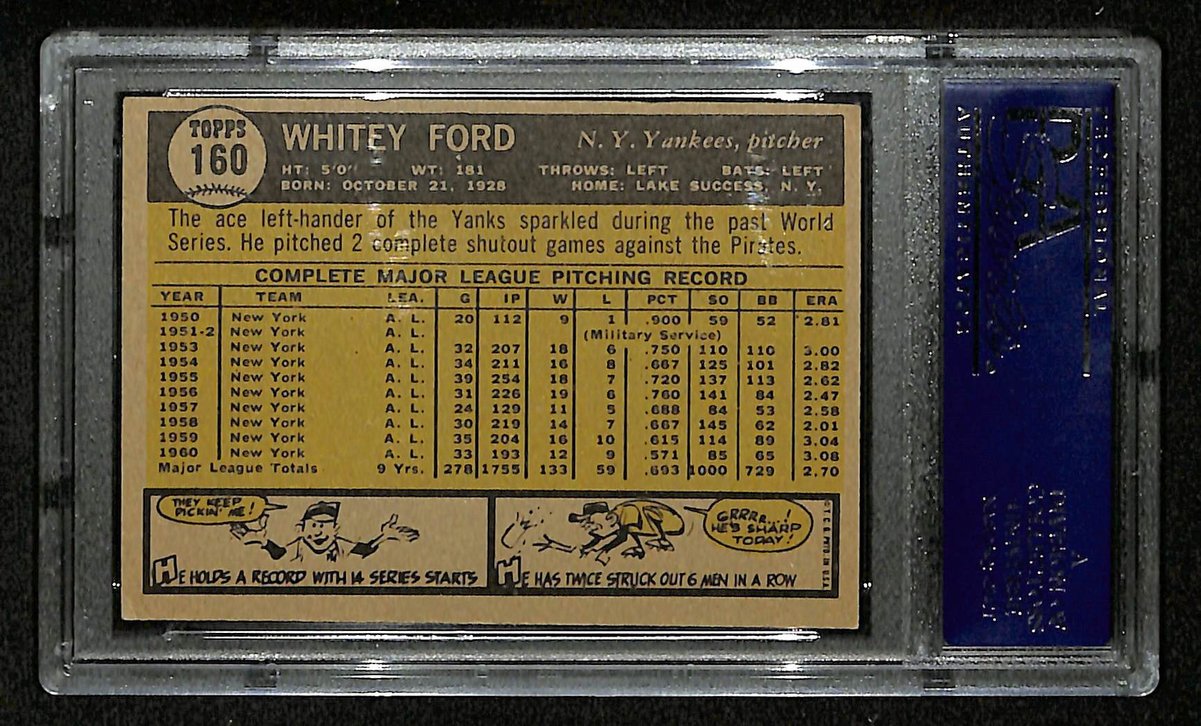 TOPPS
160
WHITEY FORD
N. Y. Yankees, pitcher
HT: 5'0" WT: 181 THROWS: LEFT BATS: LEFT
BORN: OCTOBER 21, 1928 HOME: LAKE SUCCESS, N. Y.
The ace left-hander of the Yanks sparkled during the past World
Series. He pitched 2 complete shutout games against the Pirates.
COMPLETE MAJOR LEAGUE PITCHING RECORD
YEAR TEAM LEA. G IP W L PCT SO BB ERA
1950 New York A. L. 20 112 9 1 .900 59 52 2.81
1951-2 New York A. L. (Military Service)
1953 New York A. L. 32 207 18 6 .750 110 110 3.00
1954 New York A. L. 34 211 16 8 .667 125 101 2.82
1955 New York A. L. 39 254 18 7 .720 137 113 2.62
1956 New York A. L. 31 226 19 6 .760 141 84 2.47
1957 New York A. L. 24 129 11 5 .688 84 53 2.58
1958 New York A. L. 30 219 14 7 .667 145 62 2.01
1959 New York A. L. 35 204 16 10 .615 114 89 3.04
1960 New York A. L. 33 193 12 9 .571 85 65 3.08
Major League Totals 9 Yrs. 278 1755 133 59 .693 1000 729 2.70
THEY KEEP
PICKIN' ME!
HE HOLDS A RECORD WITH 14 SERIES STARTS
GRRRR...!
HE'S SHARP
TODAY!
HE HAS TWICE STRUCK OUT 6 MEN IN A ROW
© T.C.G. PRTD. IN U.S.A.
PSA